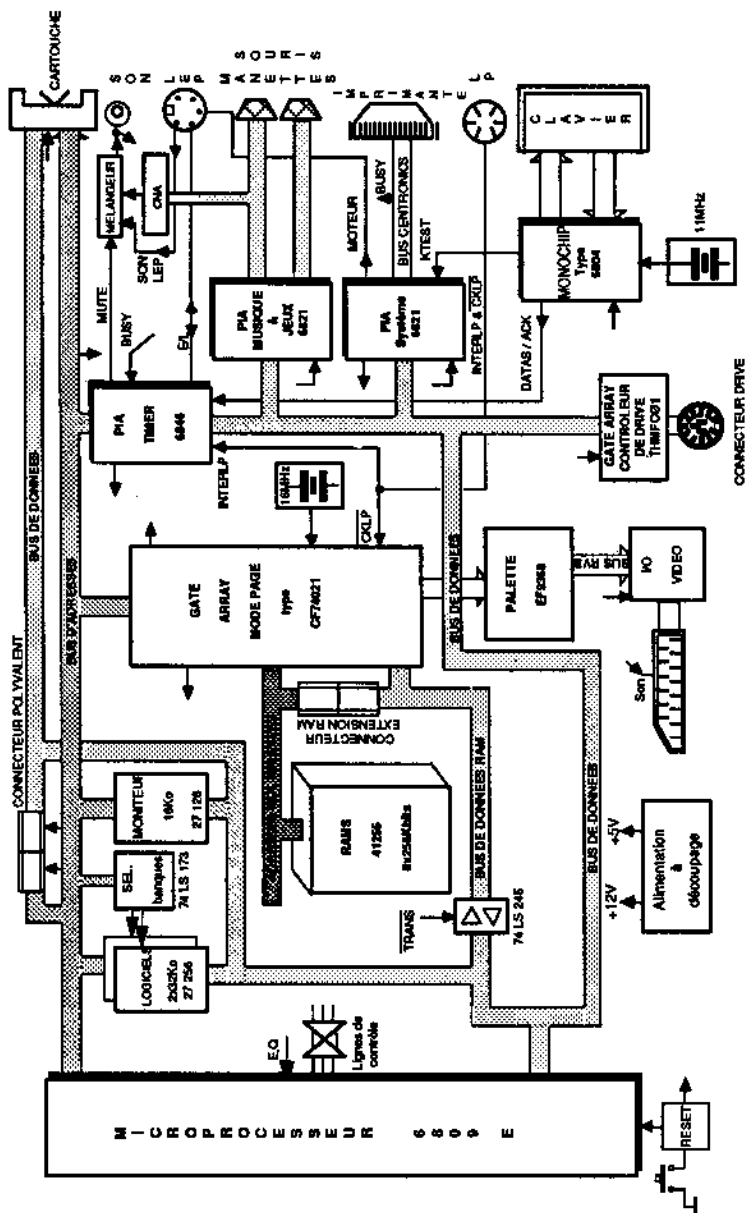 CARTOUCHE
SON
LEP
SOURIS
MANETTES
IMPRIMANTE
LP
CONNECTEUR POLYVALENT
BUS DE DONNEES
BUS D'ADRESSES
MELANGEUR
CNA
SON
LEP
MUTE
BUSY
E/L
PIA
TIMER
6846
PIA
MUSIQUE
&
JEUX
6821
MOTEUR
BUSY
BUS CENTRONICS
KTEST
PIA
Système
6821
INTERLP & CKLP
CLAVIER
MONOCHIP
Type
6804
11MHz
DATAS / ACK
INTERLP
16MHz
CKLP
GATE
ARRAY
MODE PAGE
type
CF74021
GATE ARRAY
CONTROLEUR
DE DRIVE
THMFC01
CONNECTEUR DRIVE
BUS DE DONNEES
PALETTE
EF9369
BUS RVB
I/O
VIDEO
Son
CONNECTEUR
EXTENSION RAM
MONITEUR
16Ko
27 128
SEL.
banques
74 LS 173
LOGICIELS
2x32Ko
27 256
RAMS
41256
8x256Kbits
BUS DE DONNEES RAM
BUS DE DONNEES
TRANS
74 LS 245
+12V
+5V
Alimentation
à
découpage
E,Q
Lignes de
contrôle
MICROPROCESSEUR 6809 E
RESET